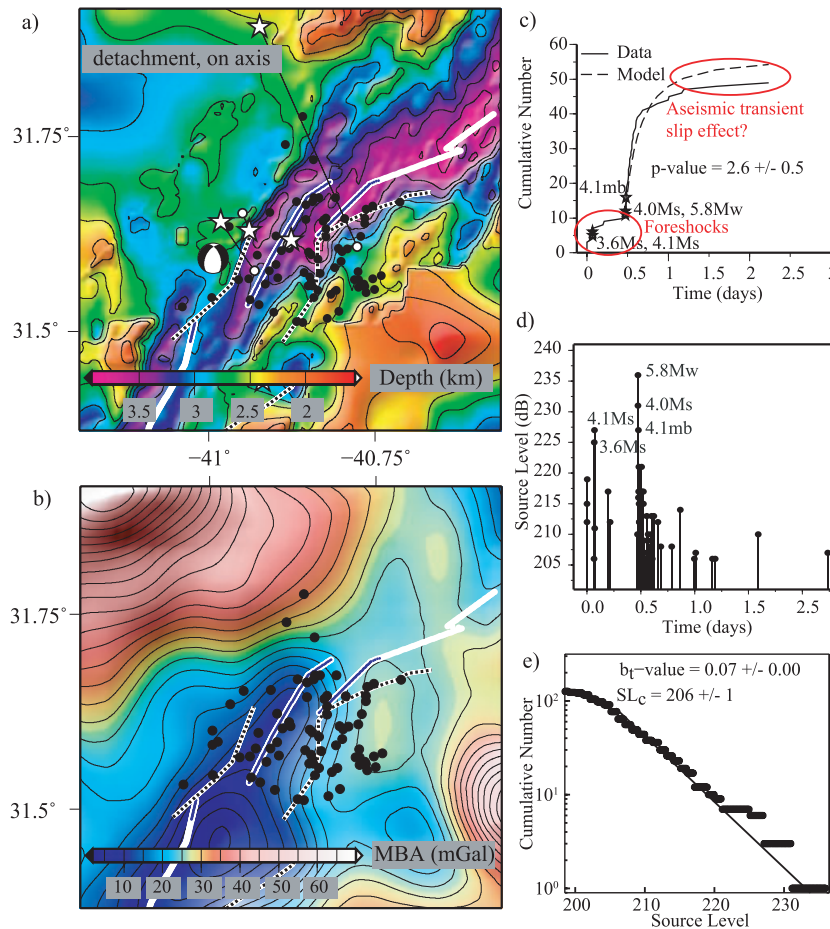 a)
detachment, on axis
31.75°
31.5°
Depth (km)
3.5
3
2.5
2
−41°
−40.75°
b)
31.75°
31.5°
MBA (mGal)
10
20
30
40
50
60
c)
Cumulative Number
60
50
40
30
20
10
0
Data
Model
Aseismic transient
slip effect?
p-value = 2.6 +/- 0.5
4.1mb
4.0Ms, 5.8Mw
Foreshocks
3.6Ms, 4.1Ms
0.0
0.5
1.0
1.5
2.0
2.5
3
Time (days)
d)
Source Level (dB)
240
235
230
225
220
215
210
205
5.8Mw
4.0Ms
4.1Ms
4.1mb
3.6Ms
0.0
0.5
1.0
1.5
2.0
Time (days)
e)
Cumulative Number
10²
10¹
10⁰
bt−value = 0.07 +/- 0.00
SLc = 206 +/- 1
200
210
220
230
Source Level